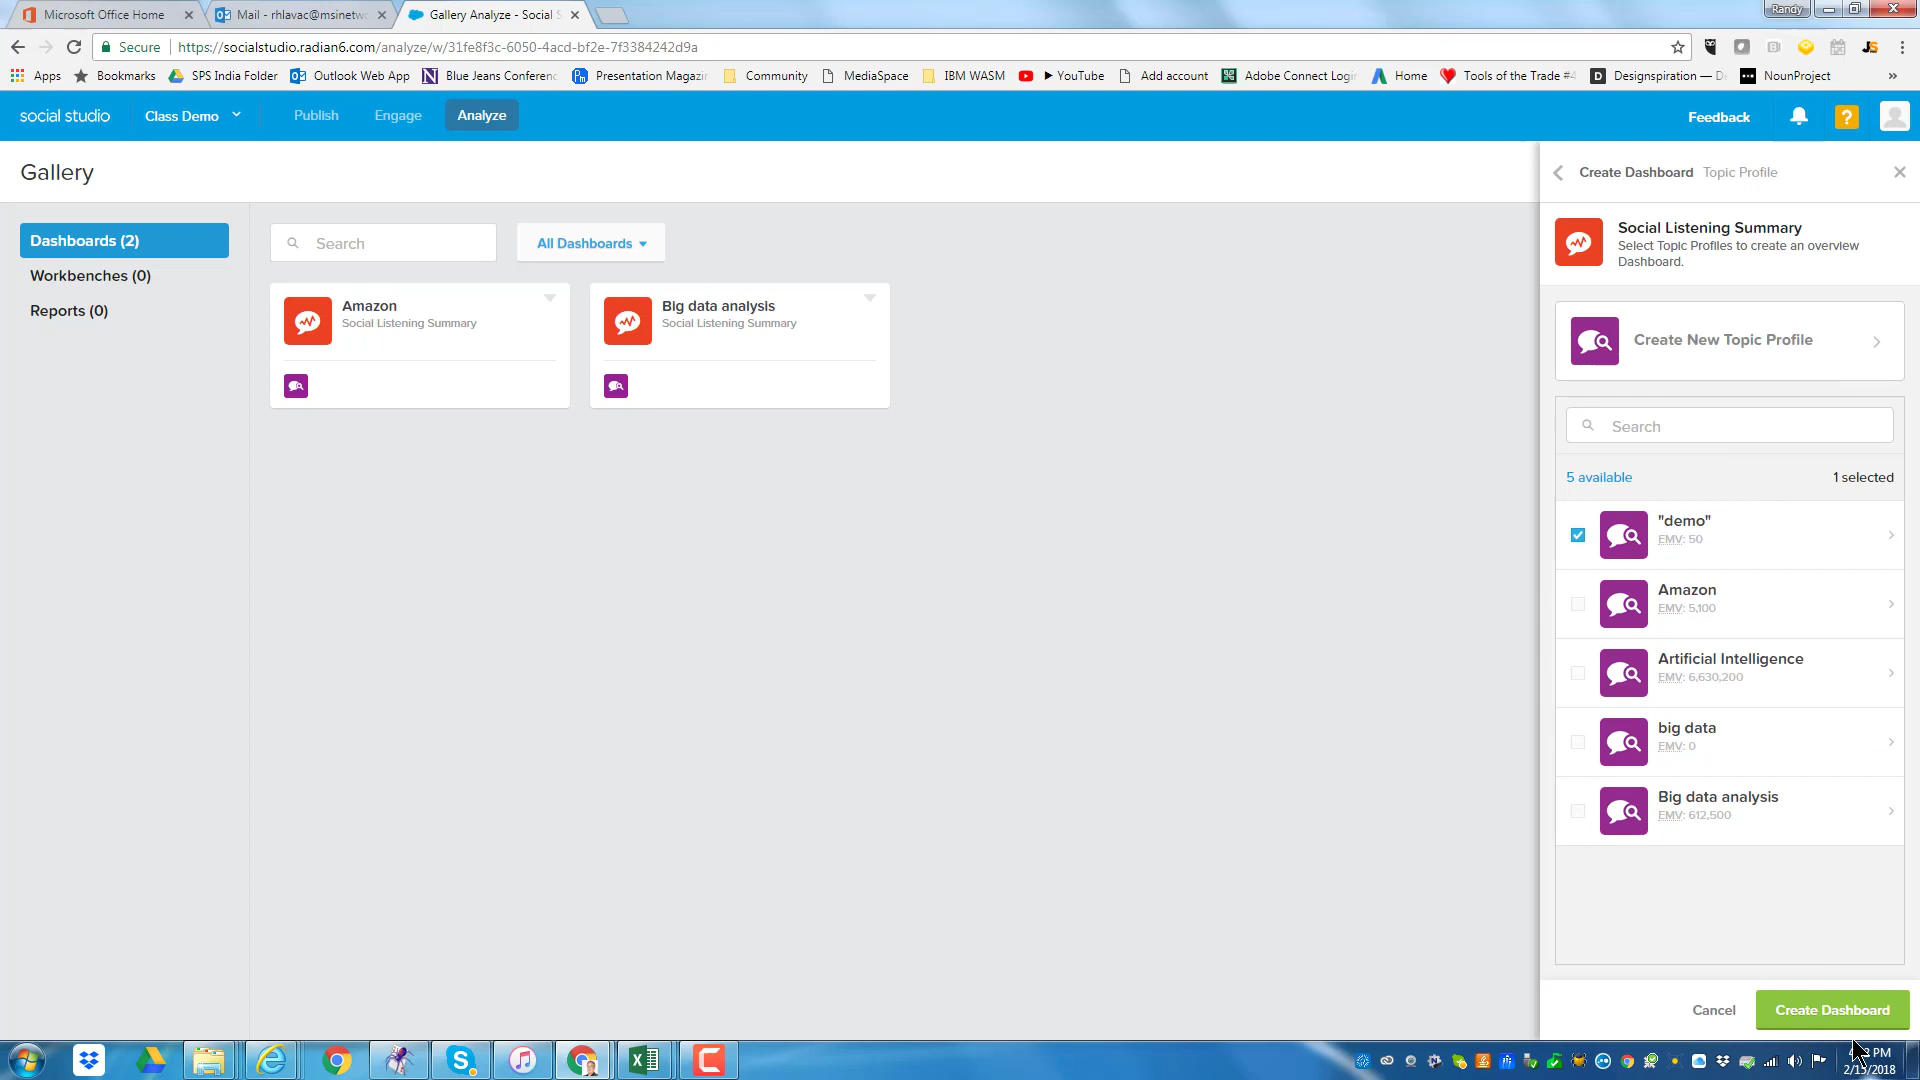 Microsoft Office Home
Mail - rhlavac@msinetw
Gallery Analyze - Social S
Randy
Secure
https://socialstudio.radian6.com/analyze/w/31fe8f3c-6050-4acd-bf2e-7f3384242d9a
Apps
Bookmarks
SPS India Folder
Outlook Web App
Blue Jeans Conferenc
Presentation Magazin
Community
MediaSpace
IBM WASM
YouTube
Add account
Adobe Connect Login
Home
Tools of the Trade #4
Designspiration — D
NounProject
social studio
Class Demo
Publish
Engage
Analyze
Feedback
?
Gallery
Create Dashboard Topic Profile
Dashboards (2)
Workbenches (0)
Reports (0)
Search
All Dashboards
Amazon
Social Listening Summary
Big data analysis
Social Listening Summary
Social Listening Summary
Select Topic Profiles to create an overview
Dashboard.
Create New Topic Profile
Search
5 available
1 selected
"demo"
EMV: 50
Amazon
EMV: 5,100
Artificial Intelligence
EMV: 6,630,200
big data
EMV: 0
Big data analysis
EMV: 612,500
Cancel
Create Dashboard
PM
2/15/2018